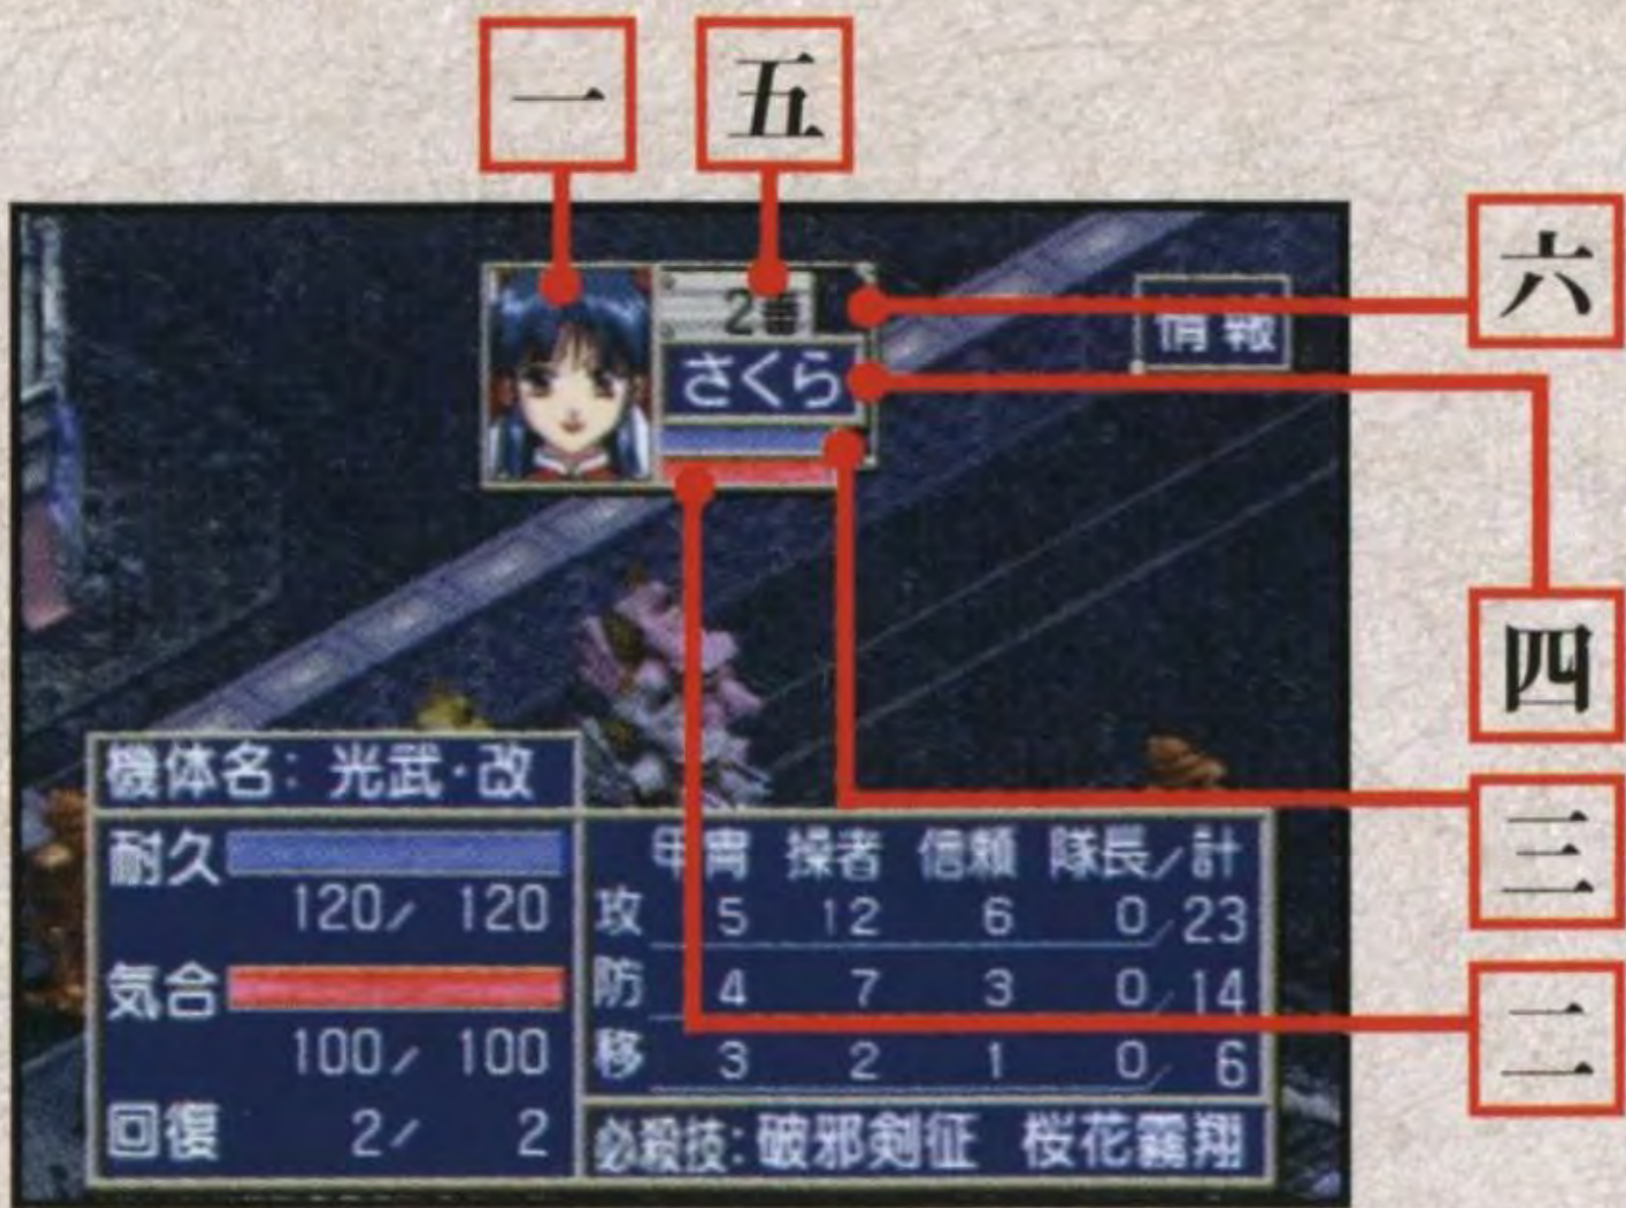 一
五
六
2番
情報
さくら
四
機体名: 光武・改
三
耐久
120/ 120
気合
100/ 100
回復 2/ 2
甲冑 操者 信頼 隊長/計
攻 5 12 6 0/23
防 4 7 3 0/14
移 3 2 1 0/ 6
二
必殺技:破邪剣征 桜花霧翔